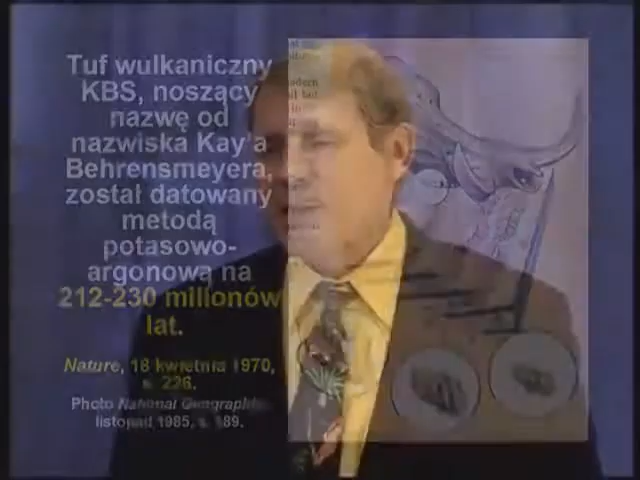 Tuf wulkaniczny
KBS, noszący
nazwę od
nazwiska Kay'a
Behrensmeyera,
został datowany
metodą
potasowo-
argonową na
212-230 milionów
lat.
Nature, 18 kwietnia 1970,
s. 226.
Photo National Geographic,
listopad 1985, s. 189.